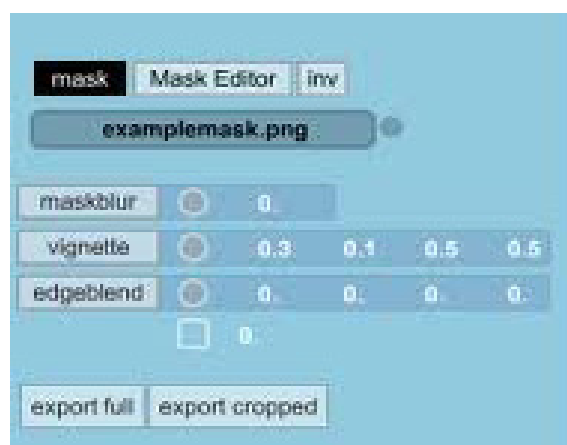 mask Mask Editor inv
examplemask.png
maskblur 0.
vignette 0.3 0.1 0.5 0.5
edgeblend 0. 0. 0. 0.
0.
export full export cropped